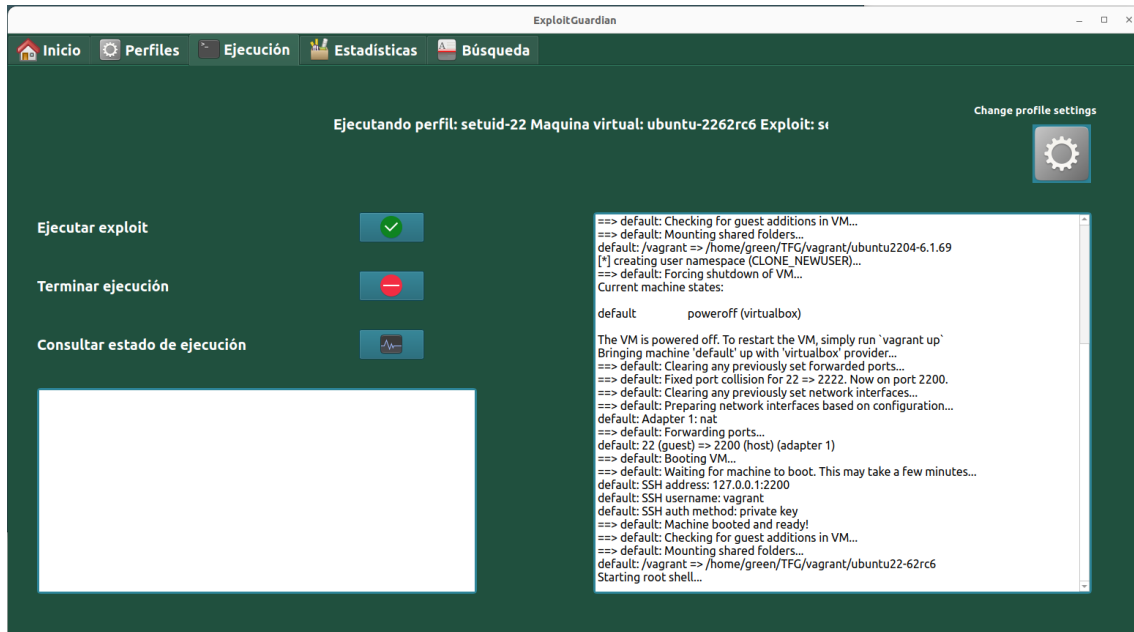 ExploitGuardian
Inicio Perfiles Ejecución Estadísticas Búsqueda
Change profile settings
Ejecutando perfil: setuid-22 Maquina virtual: ubuntu-2262rc6 Exploit: se
Ejecutar exploit
Terminar ejecución
Consultar estado de ejecución
==> default: Checking for guest additions in VM...
==> default: Mounting shared folders...
default: /vagrant => /home/green/TFG/vagrant/ubuntu2204-6.1.69
[*] creating user namespace (CLONE_NEWUSER)...
==> default: Forcing shutdown of VM...
Current machine states:
default poweroff (virtualbox)
The VM is powered off. To restart the VM, simply run `vagrant up`
Bringing machine 'default' up with 'virtualbox' provider...
==> default: Clearing any previously set forwarded ports...
==> default: Fixed port collision for 22 => 2222. Now on port 2200.
==> default: Clearing any previously set network interfaces...
==> default: Preparing network interfaces based on configuration...
default: Adapter 1: nat
==> default: Forwarding ports...
default: 22 (guest) => 2200 (host) (adapter 1)
==> default: Booting VM...
==> default: Waiting for machine to boot. This may take a few minutes...
default: SSH address: 127.0.0.1:2200
default: SSH username: vagrant
default: SSH auth method: private key
==> default: Machine booted and ready!
==> default: Checking for guest additions in VM...
==> default: Mounting shared folders...
default: /vagrant => /home/green/TFG/vagrant/ubuntu22-62rc6
Starting root shell...